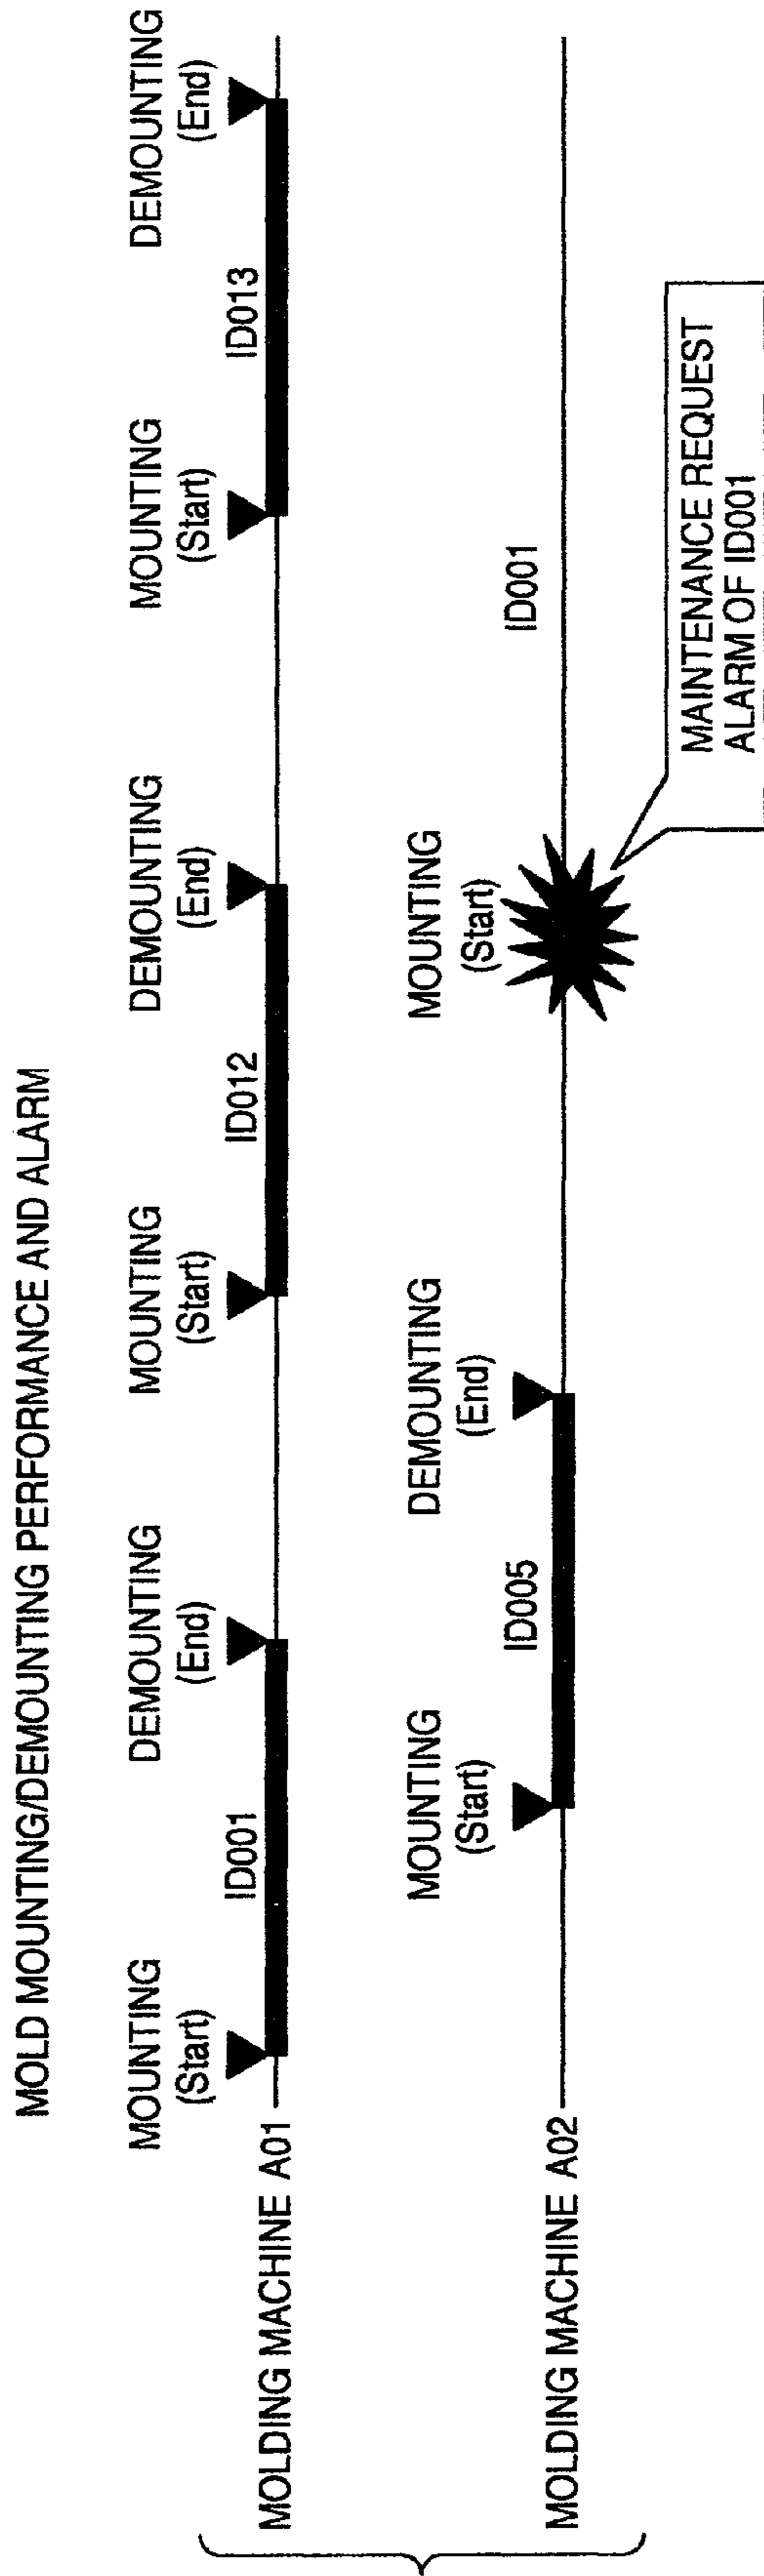 MOLD MOUNTING/DEMOUNTING PERFORMANCE AND ALARM
MOUNTING
(Start)
DEMOUNTING
(End)
MOUNTING
(Start)
DEMOUNTING
(End)
MOUNTING
(Start)
DEMOUNTING
(End)
ID001
ID012
ID013
MOLDING MACHINE A01
MOUNTING
(Start)
DEMOUNTING
(End)
MOUNTING
(Start)
ID005
ID001
MOLDING MACHINE A02
MAINTENANCE REQUEST
ALARM OF ID001